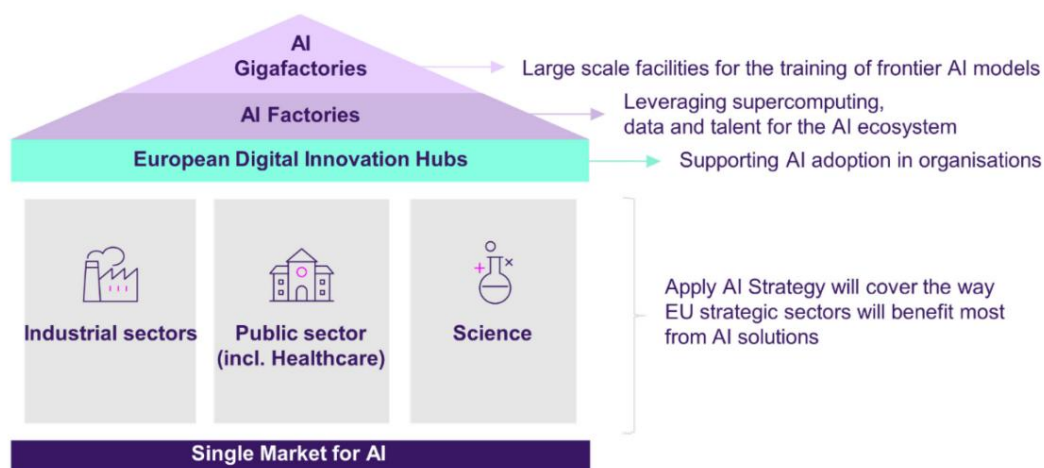 AI
Gigafactories
Large scale facilities for the training of frontier AI models
AI Factories
Leveraging supercomputing,
data and talent for the AI ecosystem
European Digital Innovation Hubs
Supporting AI adoption in organisations
Industrial sectors
Public sector
(incl. Healthcare)
Science
Apply AI Strategy will cover the way
EU strategic sectors will benefit most
from AI solutions
Single Market for AI